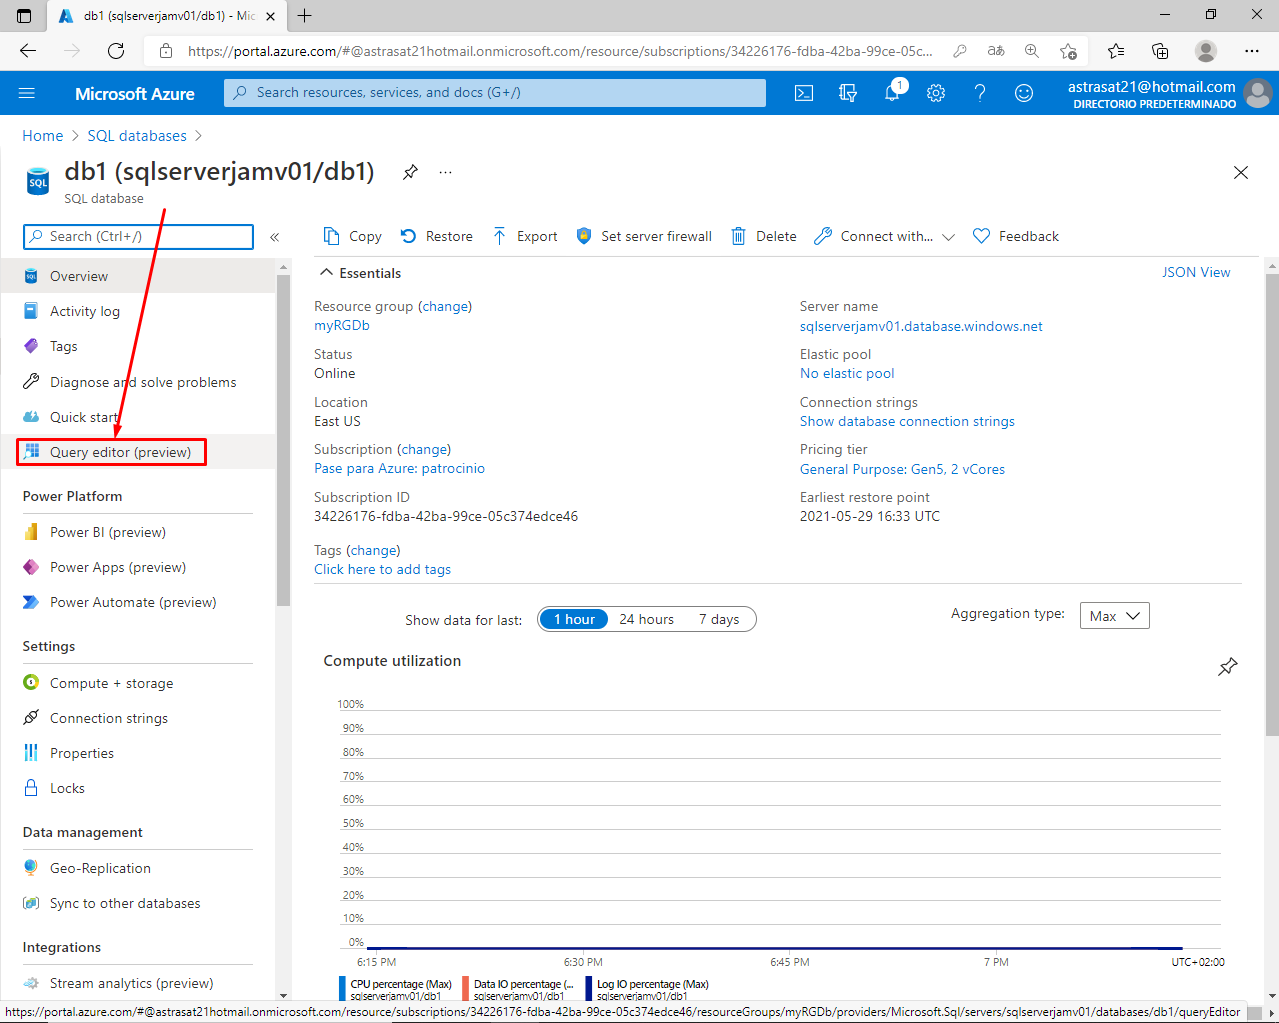 db1 (sqlserverjamv01/db1) - Mic
https://portal.azure.com/#@astrasat21hotmail.onmicrosoft.com/resource/subscriptions/34226176-fdba-42ba-99ce-05c...
aあ
Microsoft Azure
Search resources, services, and docs (G+/)
1
astrasat21@hotmail.com
DIRECTORIO PREDETERMINADO
Home > SQL databases >
SQL
db1 (sqlserverjamv01/db1)
SQL database
Search (Ctrl+/)
Overview
Activity log
Tags
Diagnose and solve problems
Quick start
Query editor (preview)
Power Platform
Power BI (preview)
Power Apps (preview)
Power Automate (preview)
Settings
Compute + storage
Connection strings
Properties
Locks
Data management
Geo-Replication
Sync to other databases
Integrations
Stream analytics (preview)
Copy Restore Export Set server firewall Delete Connect with... Feedback
Essentials
JSON View
Resource group (change)
myRGDb
Status
Online
Location
East US
Subscription (change)
Pase para Azure: patrocinio
Subscription ID
34226176-fdba-42ba-99ce-05c374edce46
Tags (change)
Click here to add tags
Server name
sqlserverjamv01.database.windows.net
Elastic pool
No elastic pool
Connection strings
Show database connection strings
Pricing tier
General Purpose: Gen5, 2 vCores
Earliest restore point
2021-05-29 16:33 UTC
Show data for last: 1 hour 24 hours 7 days
Aggregation type: Max
Compute utilization
100%
90%
80%
70%
60%
50%
40%
30%
20%
10%
0%
6:15 PM 6:30 PM 6:45 PM 7 PM UTC+02:00
CPU percentage (Max)
sqlserverjamv01/db1
Data IO percentage (...
sqlserverjamv01/db1
Log IO percentage (Max)
sqlserverjamv01/db1
https://portal.azure.com/#@astrasat21hotmail.onmicrosoft.com/resource/subscriptions/34226176-fdba-42ba-99ce-05c374edce46/resourceGroups/myRGDb/providers/Microsoft.Sql/servers/sqlserverjamv01/databases/db1/queryEditor